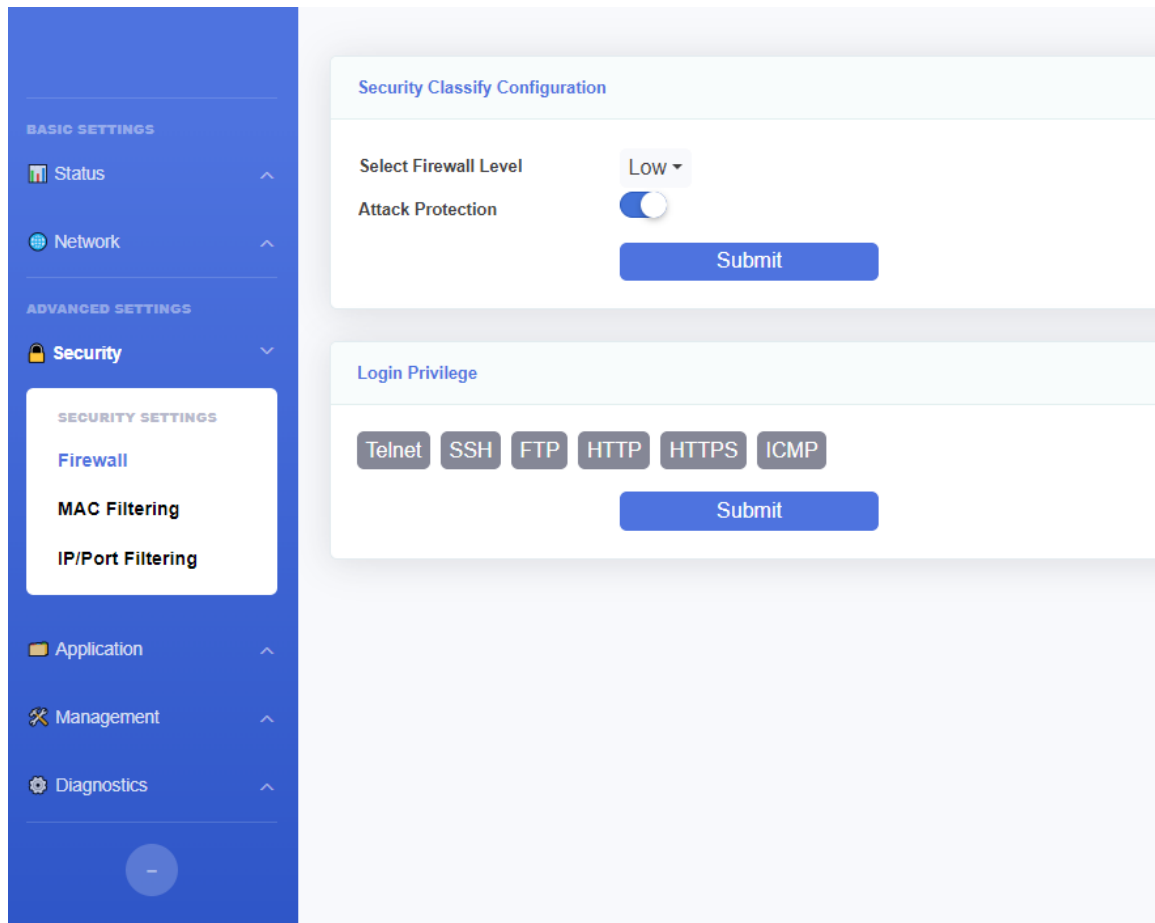 BASIC SETTINGS
Status
Network
ADVANCED SETTINGS
Security
SECURITY SETTINGS
Firewall
MAC Filtering
IP/Port Filtering
Application
Management
Diagnostics
Security Classify Configuration
Select Firewall Level Low
Attack Protection
Submit
Login Privilege
Telnet SSH FTP HTTP HTTPS ICMP
Submit